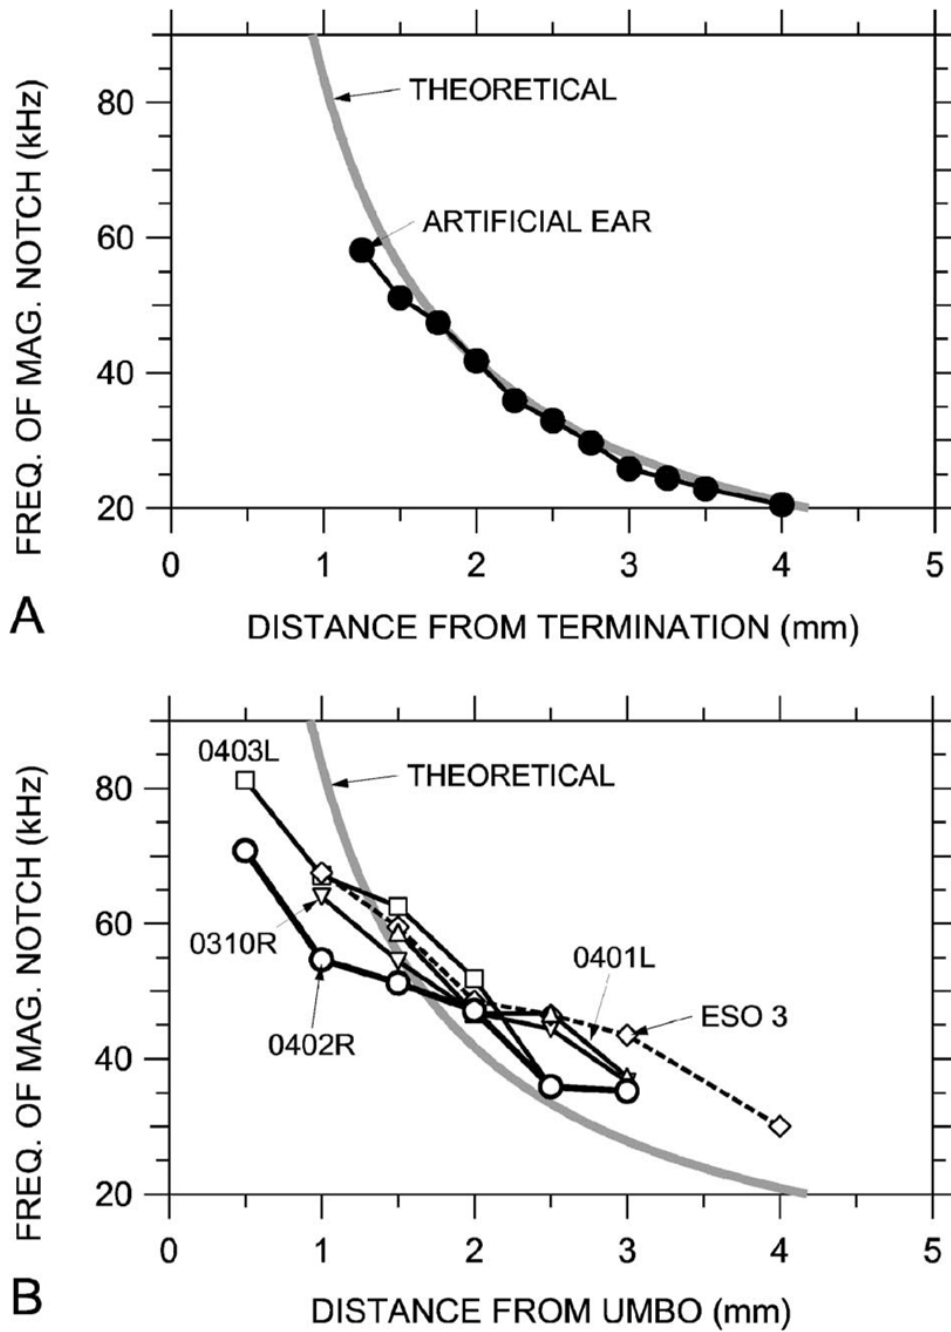 FREQ. OF MAG. NOTCH (kHz)
80
60
40
20
THEORETICAL
ARTIFICIAL EAR
0 1 2 3 4 5
A
DISTANCE FROM TERMINATION (mm)
FREQ. OF MAG. NOTCH (kHz)
80
60
40
20
0403L
THEORETICAL
0310R
0401L
ESO 3
0402R
0 1 2 3 4 5
B
DISTANCE FROM UMBO (mm)